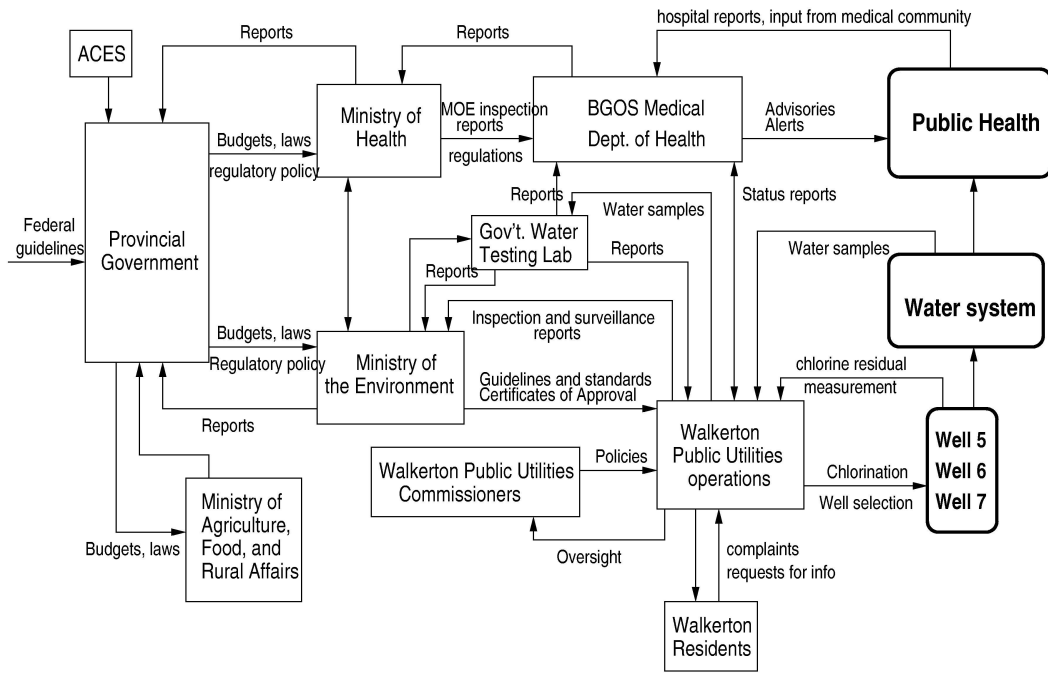 hospital reports, input from medical community
Reports
Reports
ACES
Ministry of
Health
MOE inspection
reports
regulations
BGOS Medical
Dept. of Health
Advisories
Alerts
Public Health
Budgets, laws
regulatory policy
Reports
Water samples
Status reports
Federal
guidelines
Provincial
Government
Gov't. Water
Testing Lab
Reports
Reports
Water samples
Water system
Budgets, laws
Regulatory policy
Inspection and surveillance
reports
Ministry of
the Environment
Guidelines and standards
Certificates of Approval
chlorine residual
measurement
Reports
Walkerton
Public Utilities
operations
Well 5
Well 6
Well 7
Policies
Walkerton Public Utilities
Commissioners
Chlorination
Well selection
Ministry of
Agriculture,
Food, and
Rural Affairs
Budgets, laws
Oversight
complaints
requests for info
Walkerton
Residents